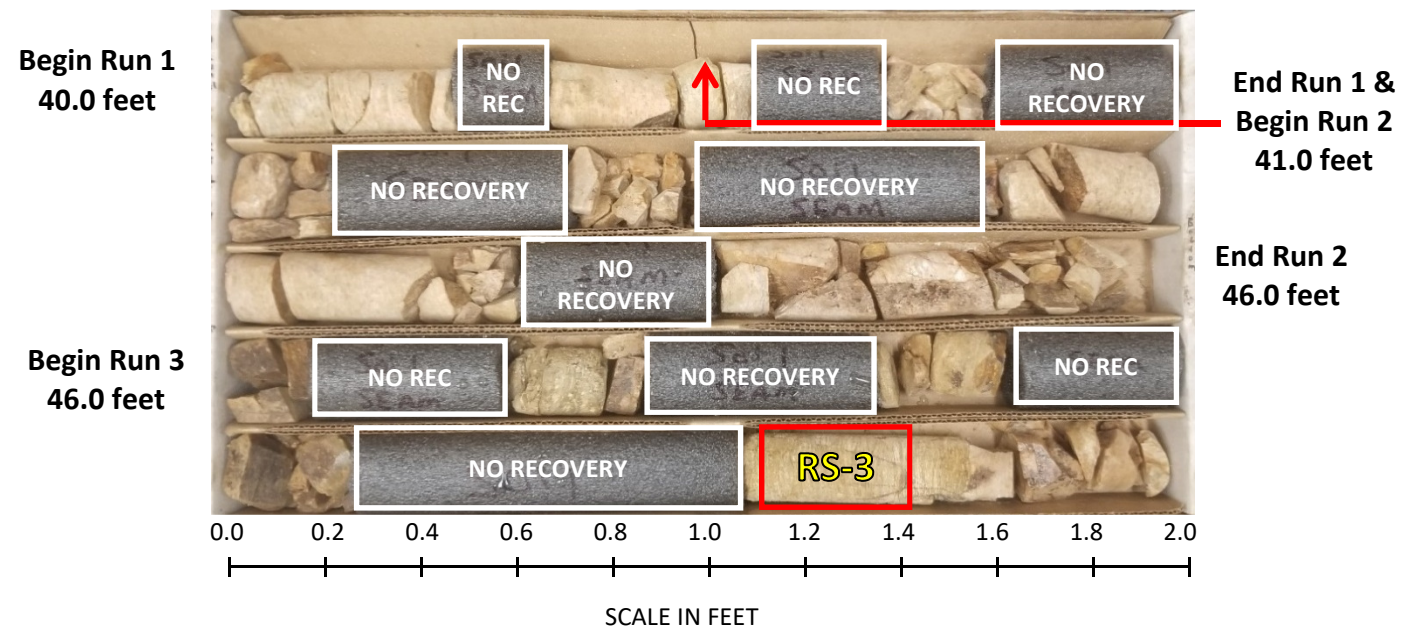 Begin Run 1
40.0 feet
NO
REC
NO REC
NO
RECOVERY
End Run 1 &
Begin Run 2
41.0 feet
NO RECOVERY
NO RECOVERY
SEAM
NO
RECOVERY
End Run 2
46.0 feet
Begin Run 3
46.0 feet
NO REC
SEAM
NO RECOVERY
SEAM
NO REC
NO RECOVERY
RS-3
0.0 0.2 0.4 0.6 0.8 1.0 1.2 1.4 1.6 1.8 2.0
SCALE IN FEET